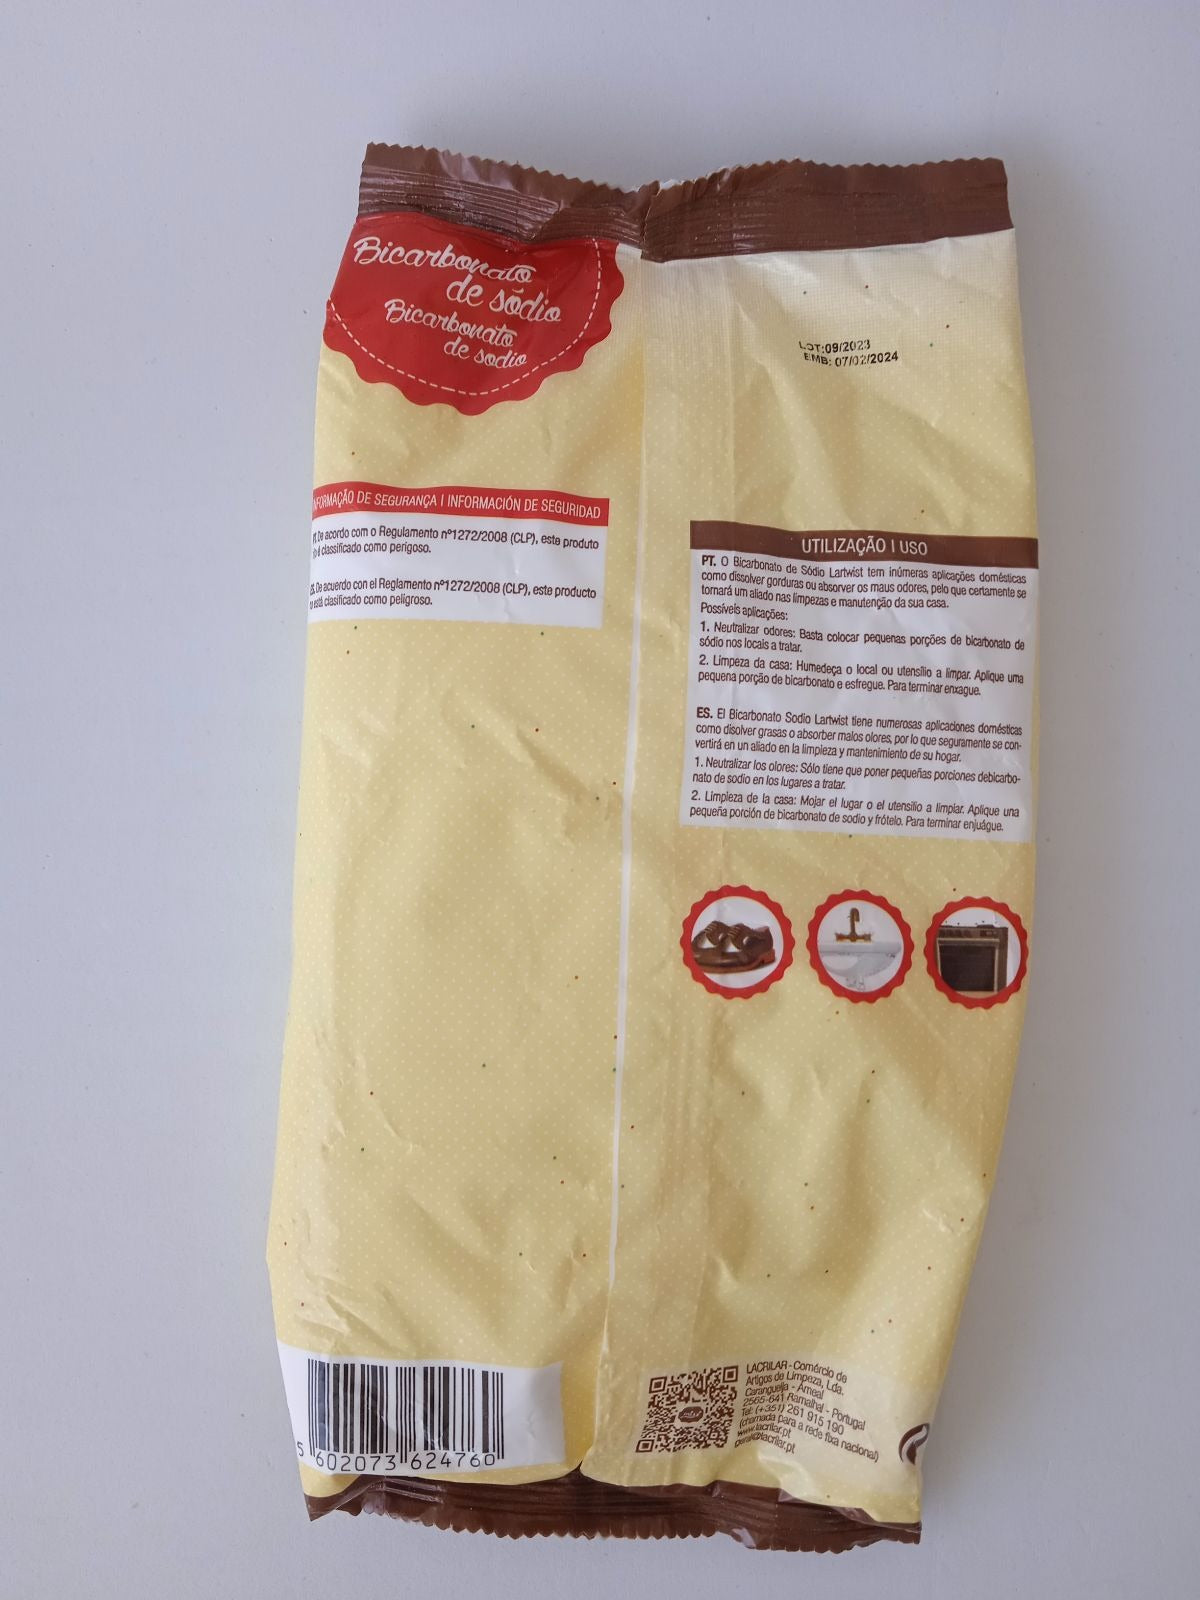 Bicarbonato
de sódio
Bicarbonato
de sodio
LOT:09/2023
EMB: 07/02/2024
INFORMAÇÃO DE SEGURANÇA I INFORMACIÓN DE SEGURIDAD
PT. De acordo com o Regulamento nº1272/2008 (CLP), este produto
não é classificado como perigoso.
ES. De acuerdo con el Reglamento nº1272/2008 (CLP), este producto
no está clasificado como peligroso.
UTILIZAÇÃO I USO
PT. O Bicarbonato de Sódio Lartwist tem inúmeras aplicações domésticas
como dissolver gorduras ou absorver os maus odores, pelo que certamente se
tornará um aliado nas limpezas e manutenção da sua casa.
Possíveis aplicações:
1. Neutralizar odores: Basta colocar pequenas porções de bicarbonato de
sódio nos locais a tratar.
2. Limpeza da casa: Humedeça o local ou utensílio a limpar. Aplique uma
pequena porção de bicarbonato e esfregue. Para terminar enxague.
ES. El Bicarbonato Sodio Lartwist tiene numerosas aplicaciones domésticas
como disolver grasas o absorber malos olores, por lo que seguramente se con-
vertirá en un aliado en la limpieza y mantenimiento de su hogar.
1. Neutralizar los olores: Sólo tiene que poner pequeñas porciones debicarbo-
nato de sodio en los lugares a tratar.
2. Limpieza de la casa: Mojar el lugar o el utensilio a limpiar. Aplique una
pequeña porción de bicarbonato de sodio y frótelo. Para terminar enjuágue.
5 602073 624760
LACRILAR - Comércio de
Artigos de Limpeza, Lda.
Carangueja - Ameal
2565-641 Ramalhal - Portugal
Tel: (+351) 261 915 190
(chamada para a rede fixa nacional)
www.lacrilar.pt
geral@lacrilar.pt